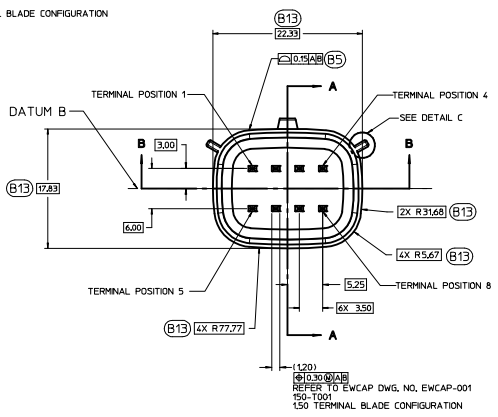 L BLADE CONFIGURATION
B13
22.33
0.15 A B B5
A
TERMINAL POSITION 1
TERMINAL POSITION 4
DATUM B
SEE DETAIL C
B B
3,00
B13 17.83
2X R31,68 B13
6.00
4X R5,67 B13
5.25
TERMINAL POSITION 5
TERMINAL POSITION 8
6X 3,50
B13 4X R77,77
A
(1,20)
0,30 M A B
REFER TO EWCAP DWG. NO. EWCAP-001
150-T001
1,50 TERMINAL BLADE CONFIGURATION